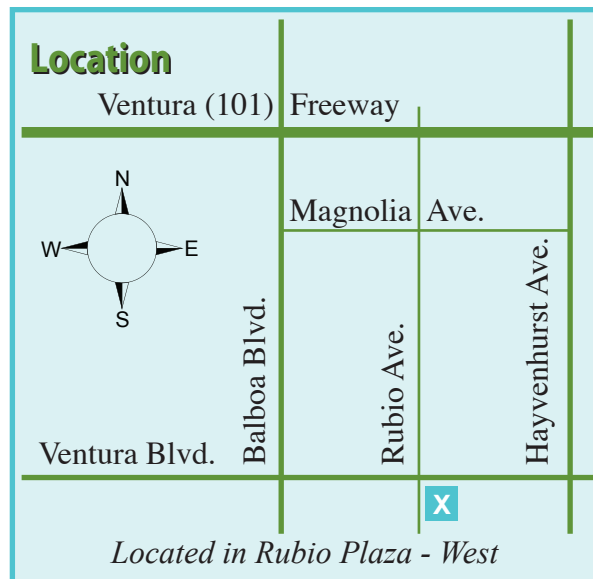 Location
Ventura (101) Freeway
N
Magnolia Ave.
W E
S
Balboa Blvd.
Rubio Ave.
Hayvenhurst Ave.
Ventura Blvd.
X
Located in Rubio Plaza - West